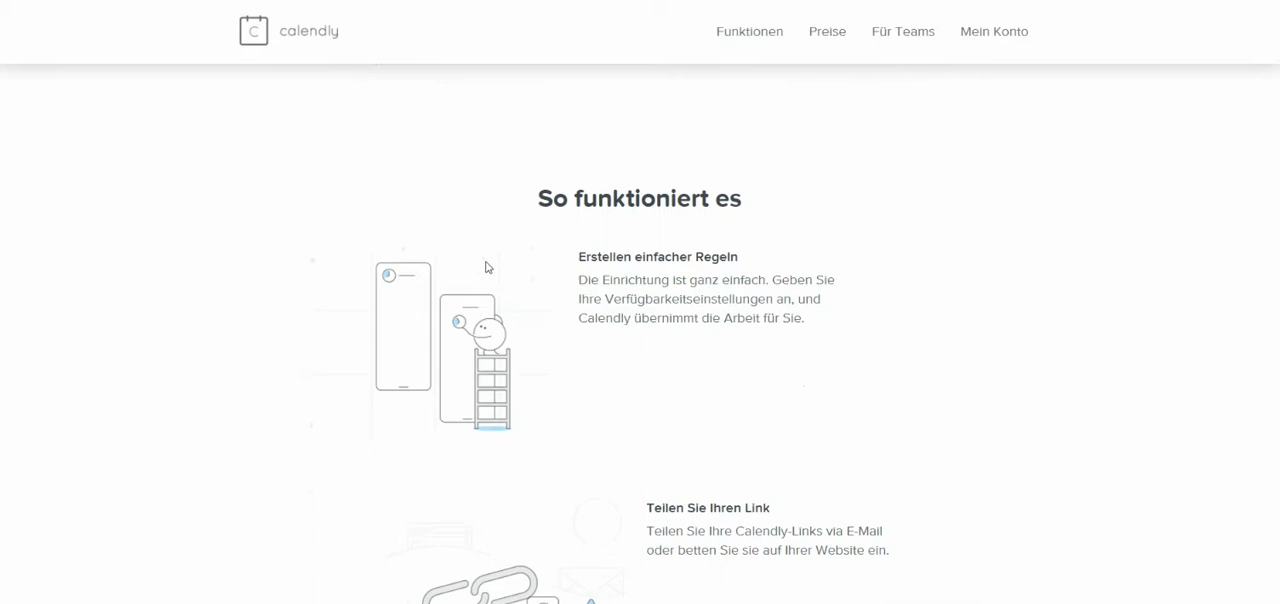 C calendly
Funktionen Preise Für Teams Mein Konto
So funktioniert es
Erstellen einfacher Regeln
Die Einrichtung ist ganz einfach. Geben Sie
Ihre Verfügbarkeitseinstellungen an, und
Calendly übernimmt die Arbeit für Sie.
Teilen Sie Ihren Link
Teilen Sie Ihre Calendly-Links via E-Mail
oder betten Sie sie auf Ihrer Website ein.